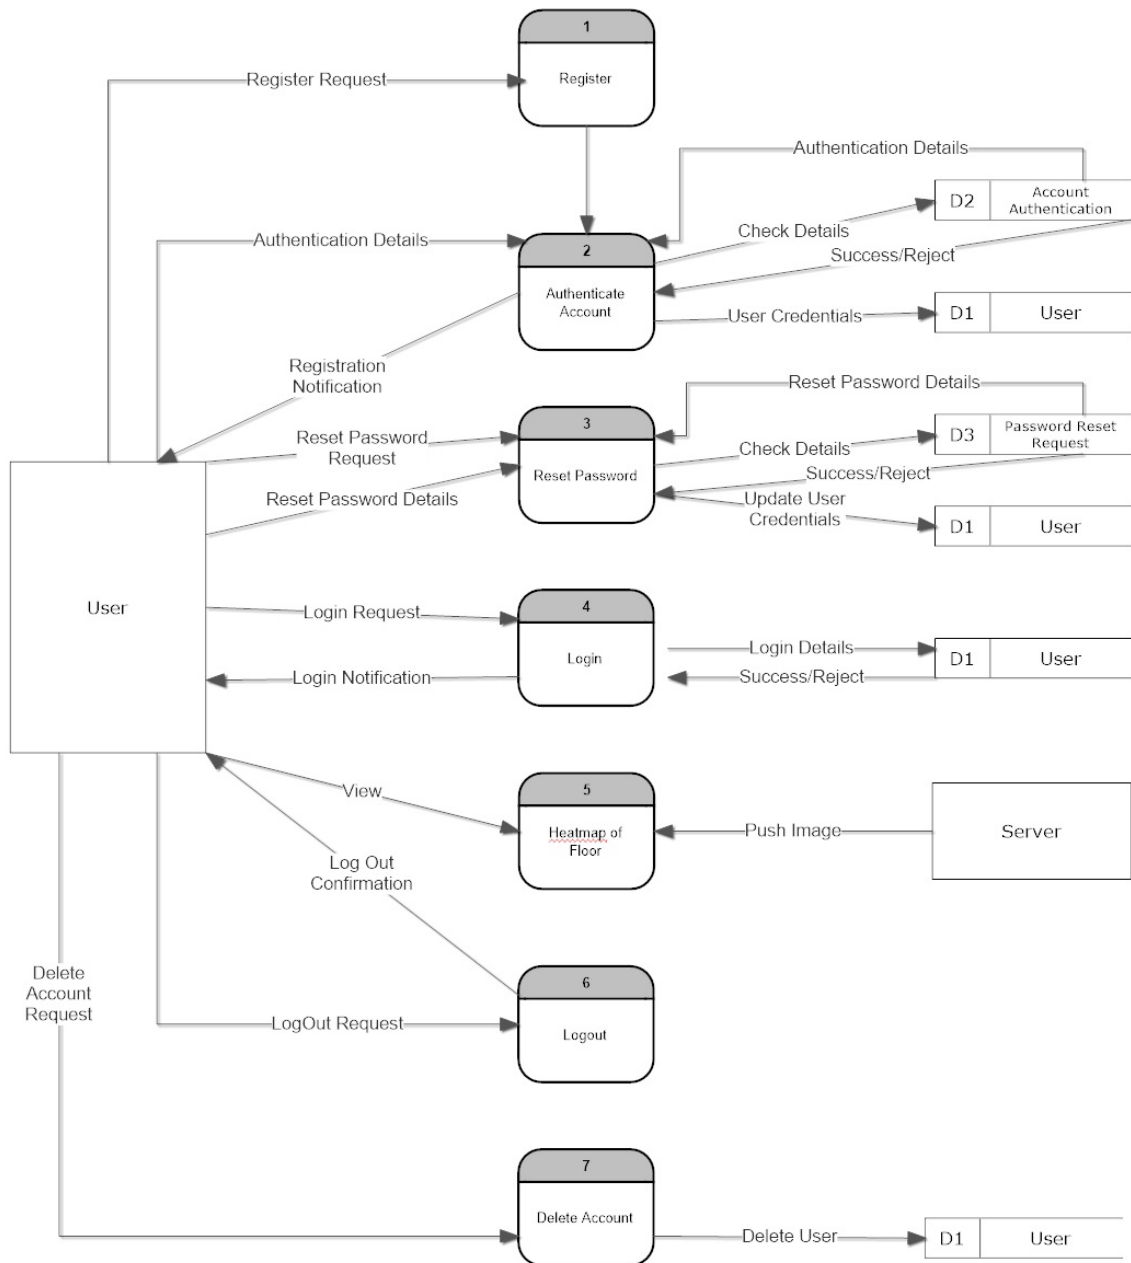 1
Register Request
Register
Authentication Details
D2
Account
Authentication
Authentication Details
Check Details
2
Success/Reject
Authenticate
Account
User Credentials
D1
User
Registration
Notification
Reset Password Details
3
Reset Password
Request
D3
Password Reset
Request
Check Details
Reset Password
Success/Reject
Reset Password Details
Update User
Credentials
D1
User
User
4
Login Request
Login
Login Details
D1
User
Login Notification
Success/Reject
5
View
Heatmap of
Floor
Push Image
Server
Log Out
Confirmation
Delete
Account
Request
6
LogOut Request
Logout
7
Delete Account
Delete User
D1
User